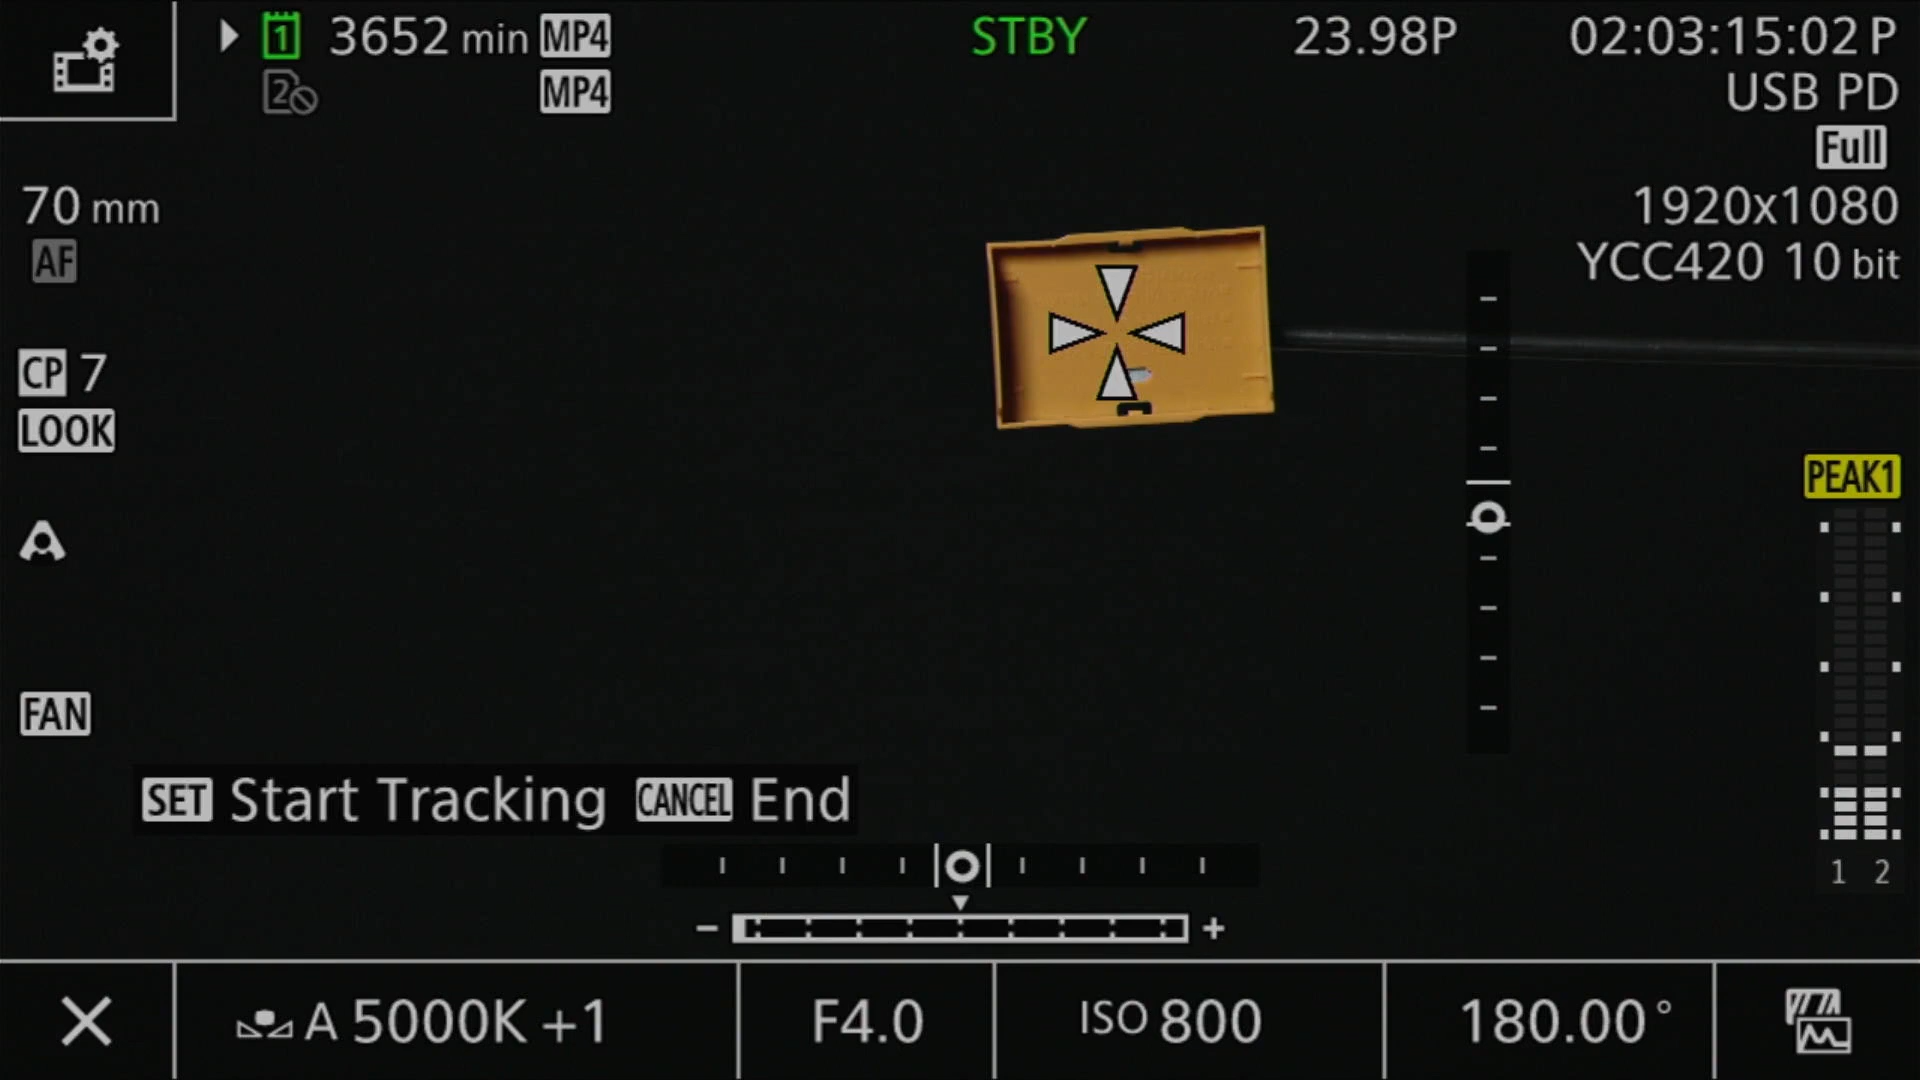 1 3652 min MP4 STBY 23.98P 02:03:15:02 P
2 MP4 USB PD
Full
70 mm 1920x1080
AF YCC420 10 bit
CP 7
LOOK
PEAK1
A
FAN
SET Start Tracking CANCEL End
1 2
− +
A 5000K +1 F4.0 ISO 800 180.00°